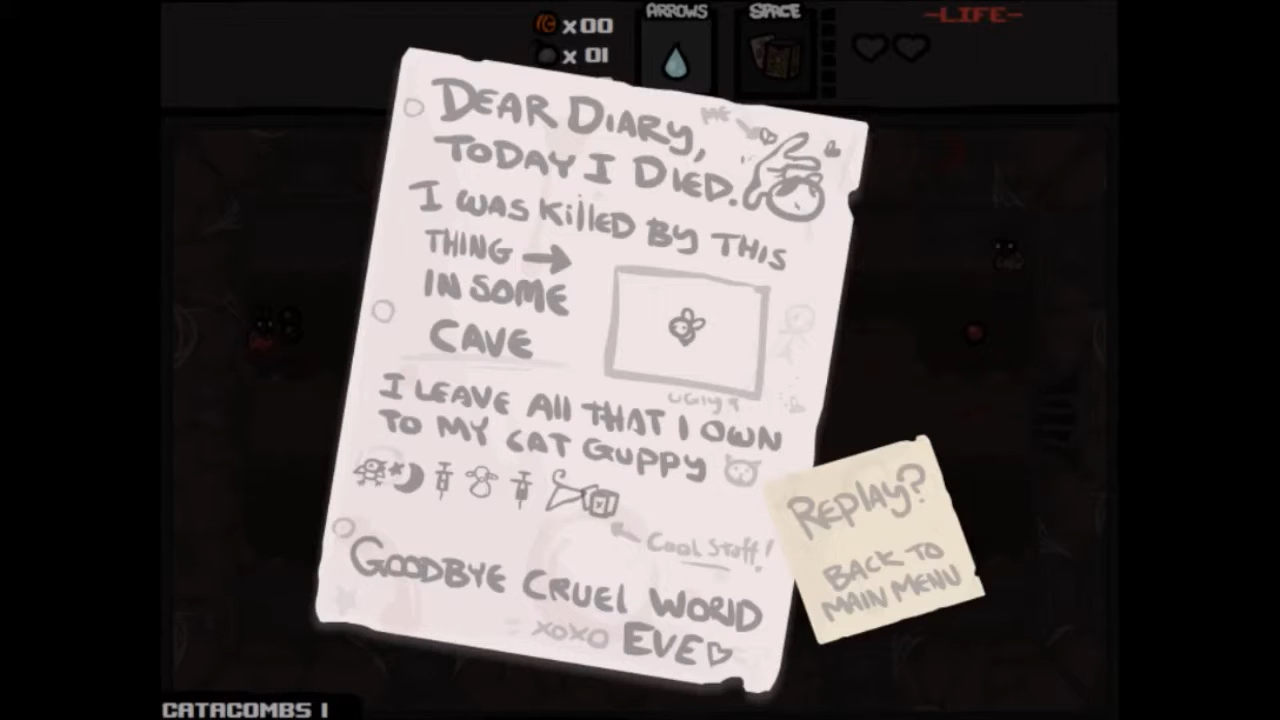 x00
ARROWS
SPACE
-LIFE-
x 01
DEAR DIARY,
ME
TODAY I DIED.
I WAS KillED BY THIS
THING
IN SOME
CAVE
UGLY
I LEAVE All THAT I OWN
TO MY CAT GUPPY
COOL STUFF!
GOODBYE CRUEL WORLD
XOXO EVE
REPLAY?
BACK TO
MAIN MENU
CATACOMBS I